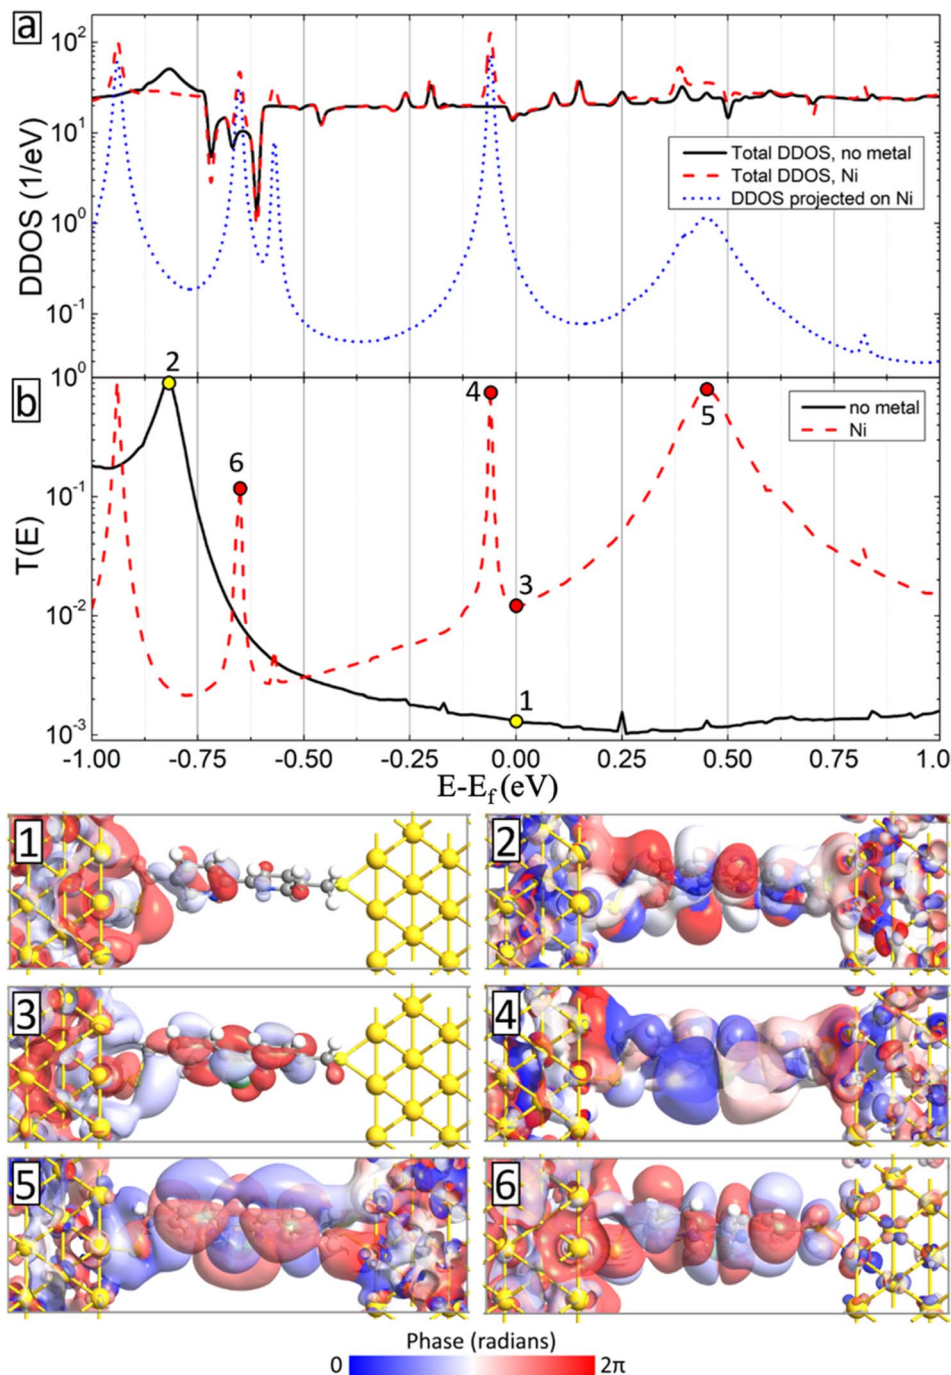 a
10²
10¹
10⁰
10⁻¹
DDOS (1/eV)
Total DDOS, no metal
Total DDOS, Ni
DDOS projected on Ni
b
10⁰
10⁻¹
10⁻²
10⁻³
T(E)
2
6
4
5
3
1
no metal
Ni
-1.00 -0.75 -0.50 -0.25 0.00 0.25 0.50 0.75 1.0
E-E_f (eV)
1
2
3
4
5
6
Phase (radians)
0 2π